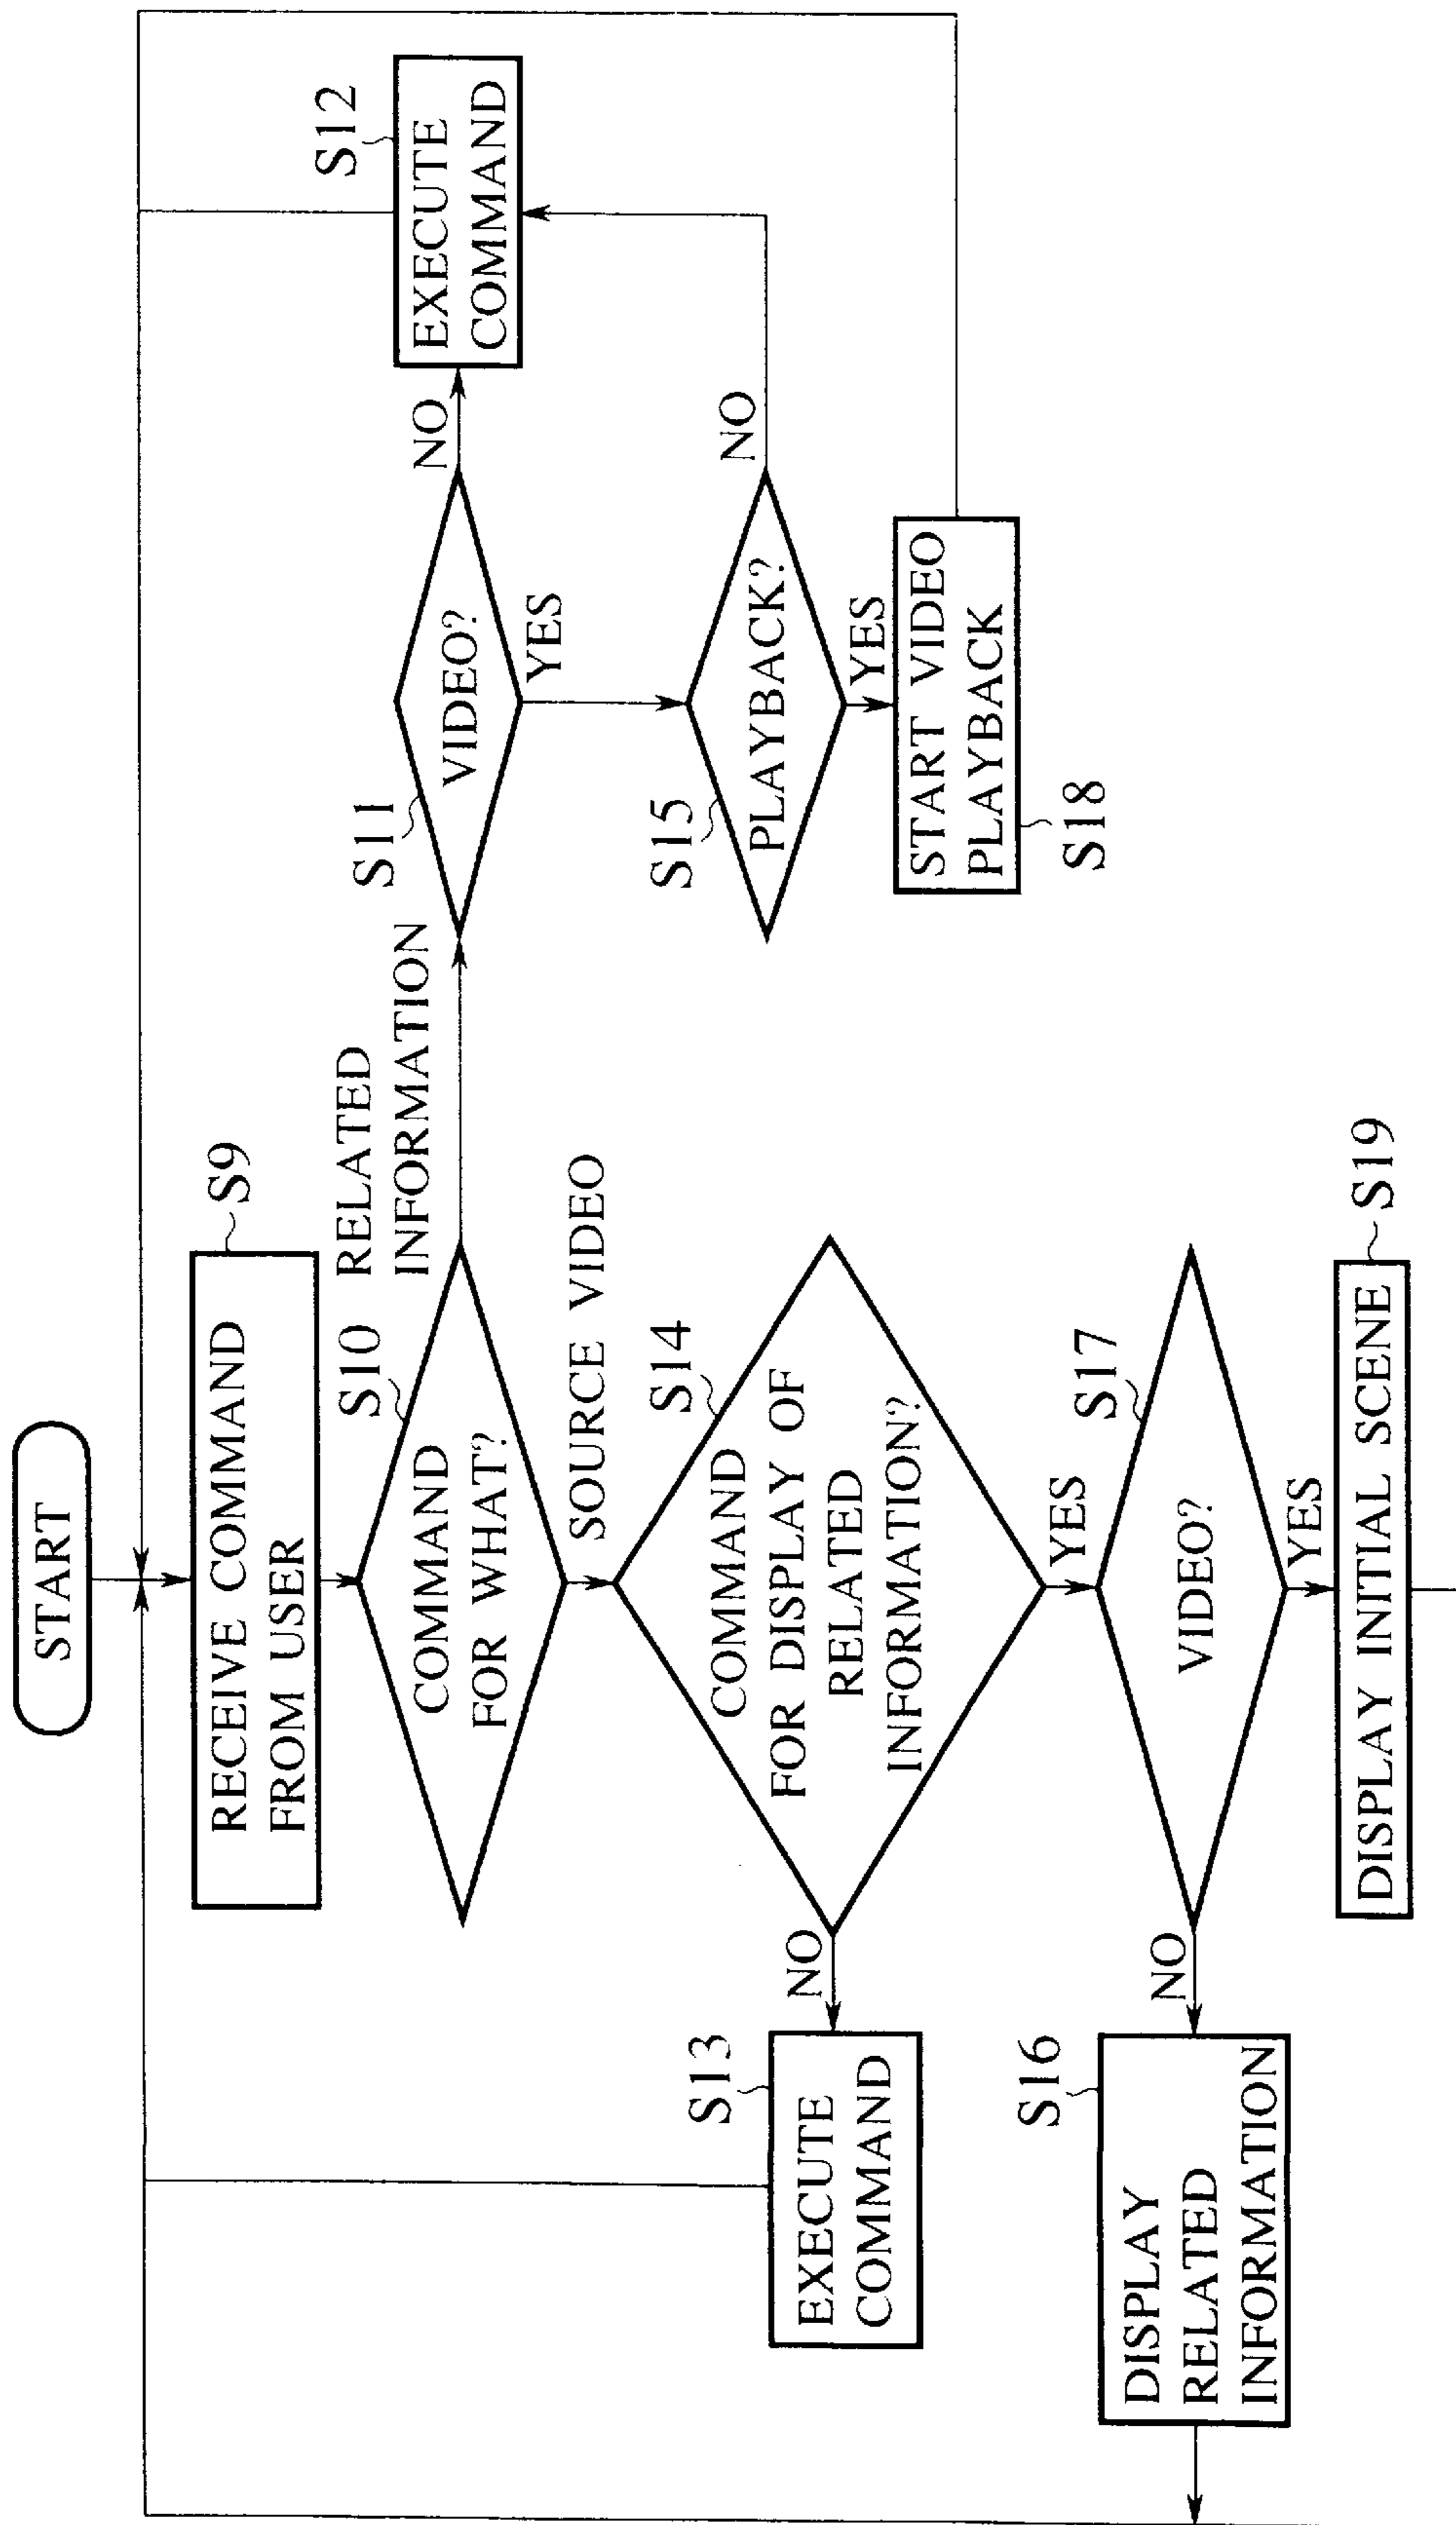 START
RECEIVE COMMAND
FROM USER
S9
COMMAND
FOR WHAT?
S10
RELATED
INFORMATION
SOURCE VIDEO
S11
VIDEO?
NO
YES
S12
EXECUTE
COMMAND
S15
PLAYBACK?
NO
YES
START VIDEO
PLAYBACK
S18
S14
COMMAND
FOR DISPLAY OF
RELATED
INFORMATION?
NO
YES
S13
EXECUTE
COMMAND
S17
VIDEO?
NO
YES
S16
DISPLAY
RELATED
INFORMATION
DISPLAY INITIAL SCENE
S19